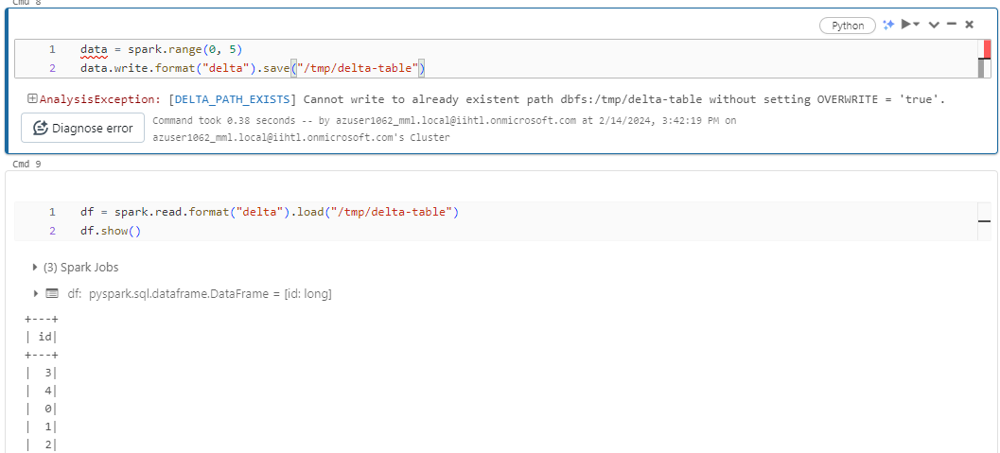 Cmd 8
Python
1 data = spark.range(0, 5)
2 data.write.format("delta").save("/tmp/delta-table")
AnalysisException: [DELTA_PATH_EXISTS] Cannot write to already existent path dbfs:/tmp/delta-table without setting OVERWRITE = 'true'.
Diagnose error
Command took 0.38 seconds -- by azuser1062_mml.local@iihtl.onmicrosoft.com at 2/14/2024, 3:42:19 PM on
azuser1062_mml.local@iihtl.onmicrosoft.com's Cluster
Cmd 9
1 df = spark.read.format("delta").load("/tmp/delta-table")
2 df.show()
(3) Spark Jobs
df: pyspark.sql.dataframe.DataFrame = [id: long]
+---+
| id|
+---+
|  3|
|  4|
|  0|
|  1|
|  2|